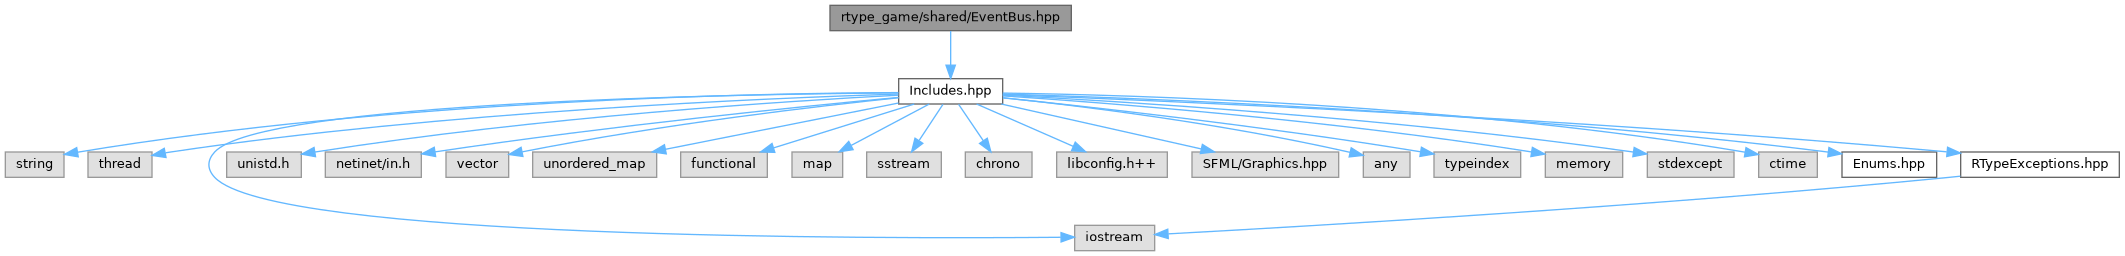 rtype_game/shared/EventBus.hpp
Includes.hpp
string
thread
unistd.h
netinet/in.h
vector
unordered_map
functional
map
sstream
chrono
libconfig.h++
SFML/Graphics.hpp
any
typeindex
memory
stdexcept
ctime
Enums.hpp
RTypeExceptions.hpp
iostream